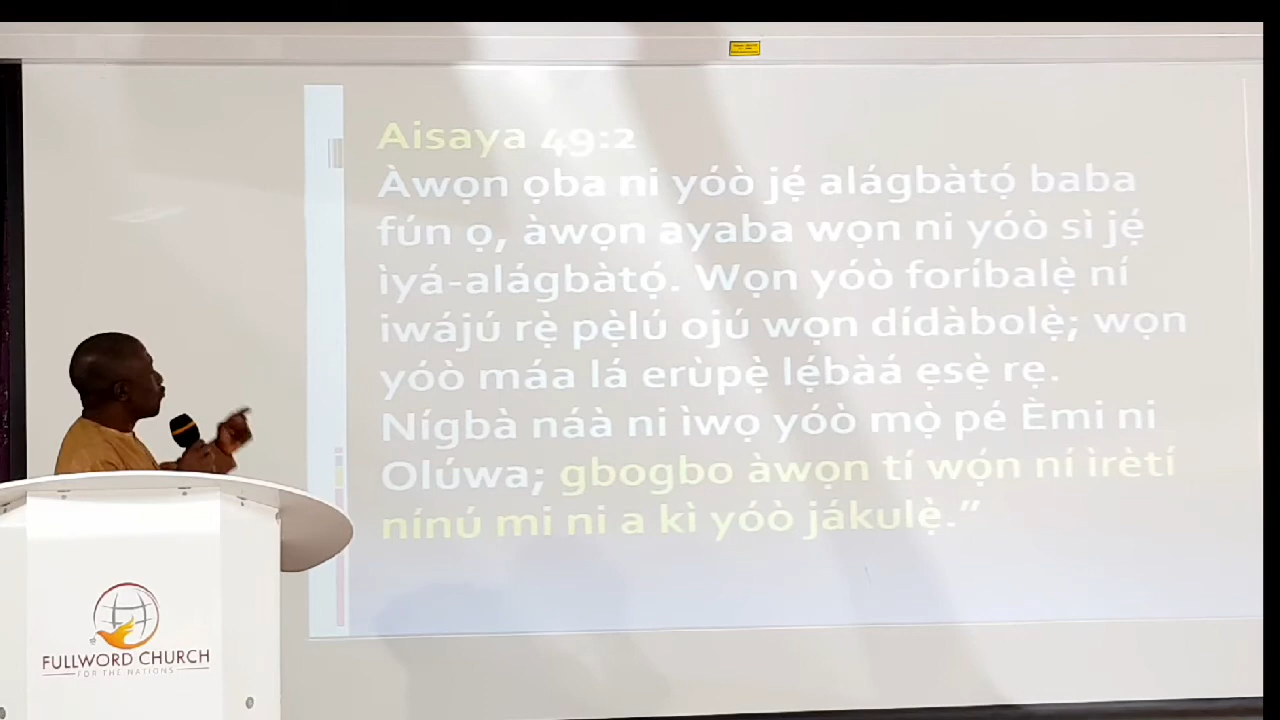 Aisaya 49:2
Àwọn ọba ni yóò jẹ́ alágbàtọ́ baba
fún ọ, àwọn ayaba wọn ni yóò sì jẹ́
ìyá-alágbàtọ́. Wọn yóò foríbalẹ̀ ní
iwájú rẹ̀ pẹ̀lú ojú wọn dídàbolẹ̀; wọn
yóò máa lá erùpẹ̀ lẹ́bàá ẹsẹ̀ rẹ.
Nígbà náà ni ìwọ yóò mọ̀ pé Èmi ni
Olúwa; gbogbo àwọn tí wọ́n ní ìrètí
nínú mi ni a kì yóò jákulẹ̀.”
FULLWORD CHURCH
FOR THE NATIONS